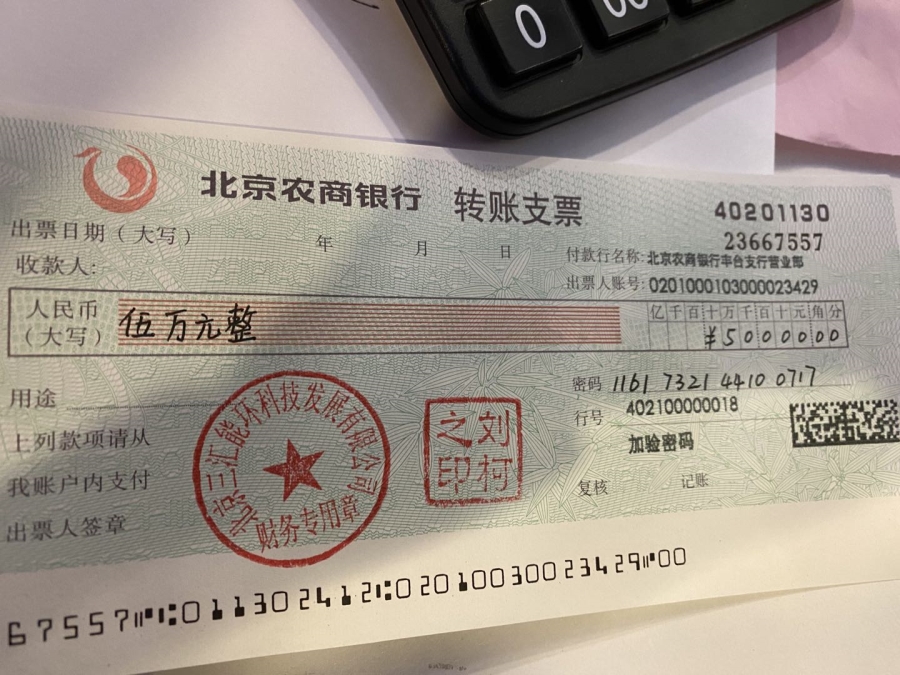 0 00
北京农商银行 转账支票 40201130
23667557
出票日期(大写) 年 月 日 付款行名称:北京农商银行丰台支行营业部
收款人: 出票人账号:0201000103000023429
人民币(大写) 伍万元整 亿千百十万千百十元角分
¥5000000
用途 密码 1161 7321 4410 0717
行号 402100000018
上列款项请从 加验密码
我账户内支付
出票人签章 复核 记账
北京三汇能环科技发展有限公司
财务专用章
刘柯之印
67557⑈⑆011302412⑆02010030023429⑈00